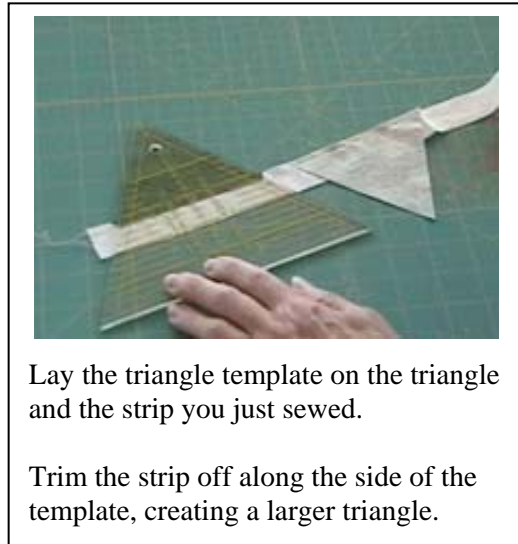 Lay the triangle template on the triangle
and the strip you just sewed.
Trim the strip off along the side of the
template, creating a larger triangle.